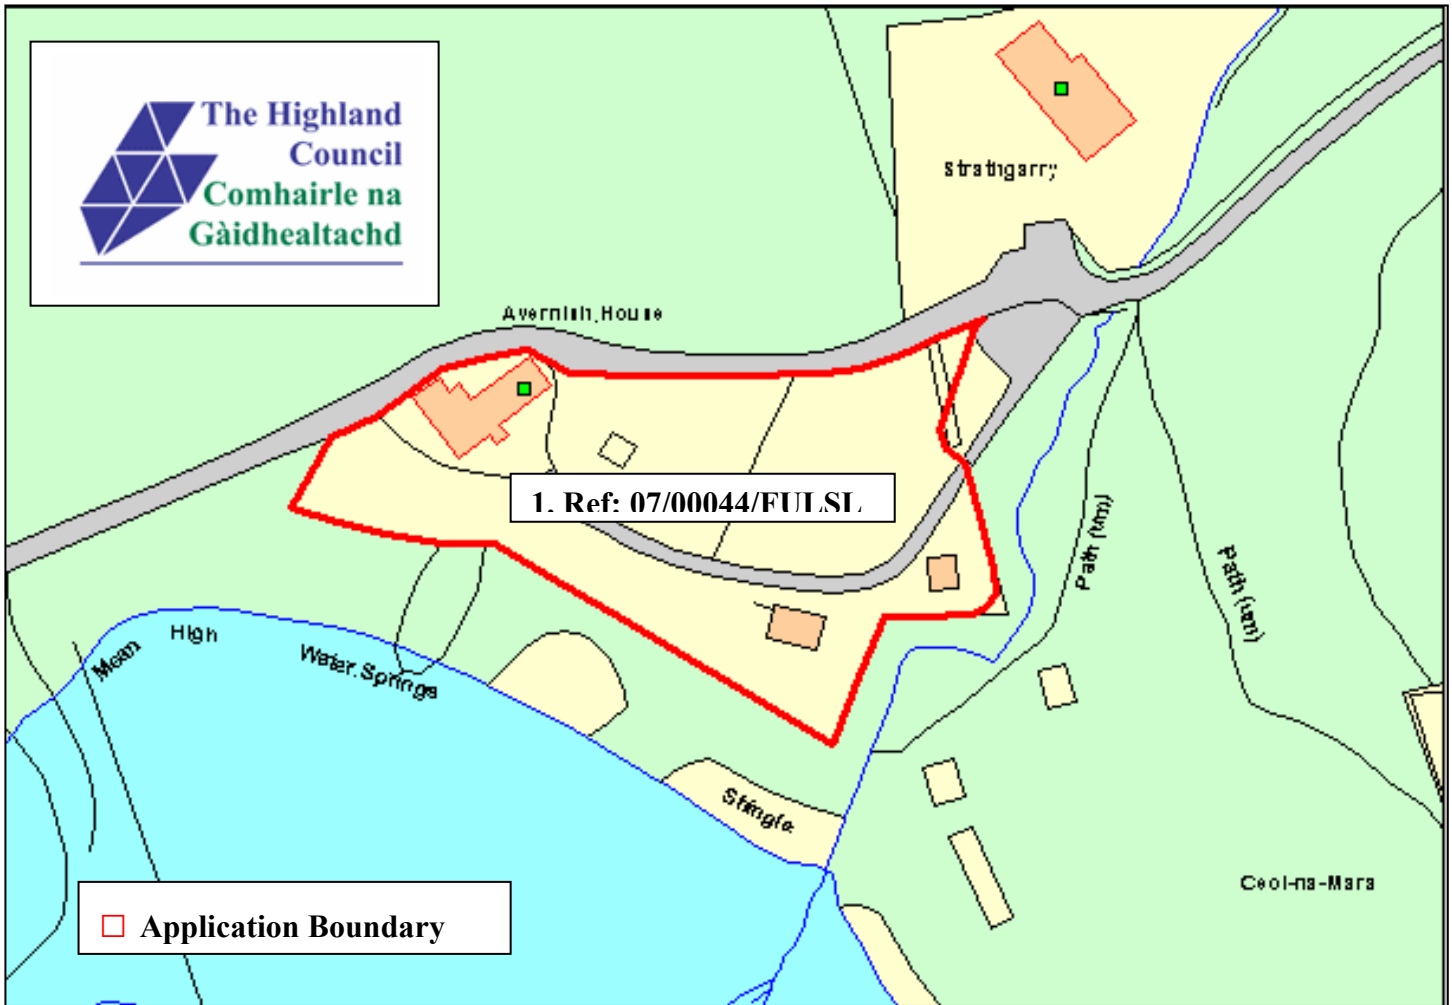 The Highland
Council
Comhairle na
Gàidhealtachd
Strathgarry
Avernish House
1. Ref: 07/00044/FULSL
Path (um)
Path (um)
Mean High Water Springs
Shingle
Ceol-na-Mara
Application Boundary